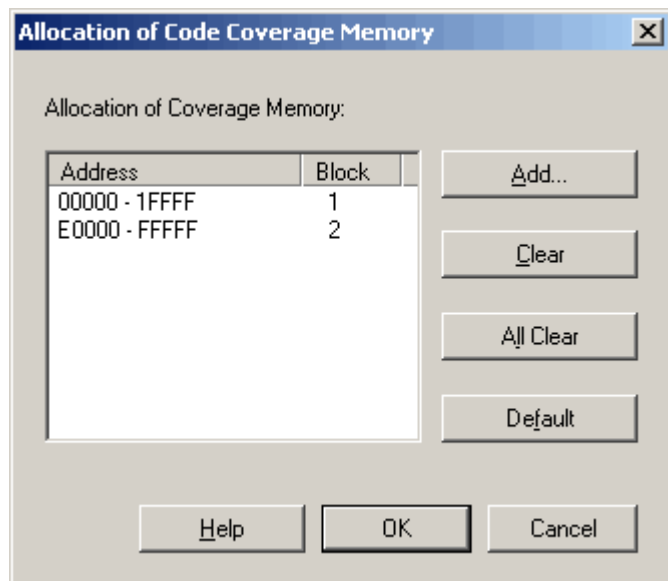 Allocation of Code Coverage Memory
Allocation of Coverage Memory:
Address Block
00000 - 1FFFF 1
E0000 - FFFFF 2
Add...
Clear
All Clear
Default
Help OK Cancel